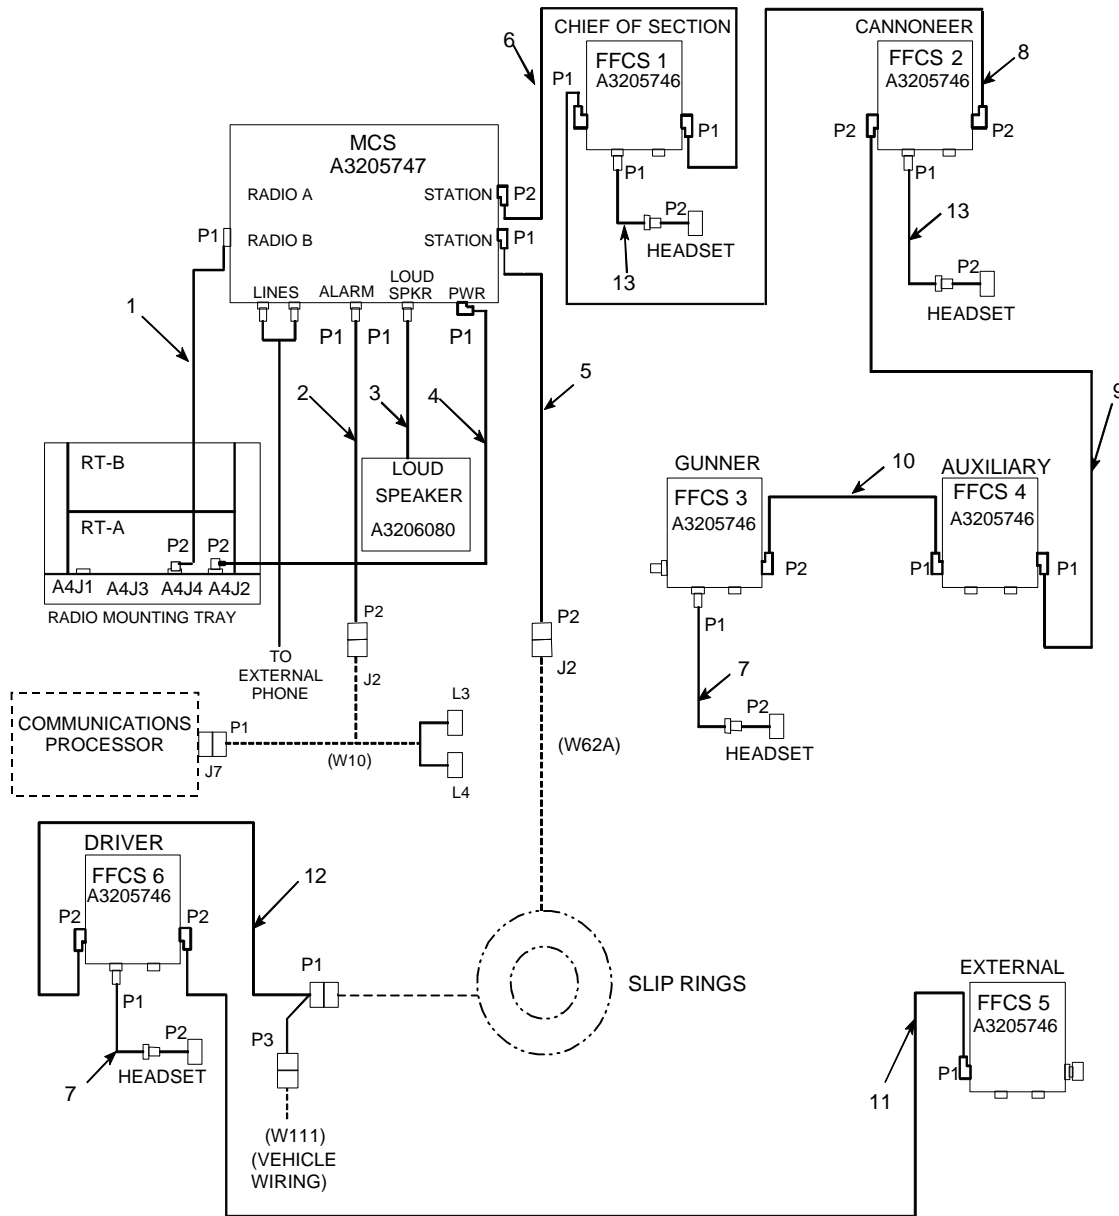 CHIEF OF SECTION
FFCS 1
A3205746
P1
P1
P1
P2
HEADSET
13
6
CANNONEER
FFCS 2
A3205746
8
P2
P2
P1
13
P2
HEADSET
MCS
A3205747
RADIO A
STATION
P2
P1
RADIO B
STATION
P1
LINES
ALARM
LOUD
SPKR
PWR
P1
P1
P1
1
2
3
4
5
9
RT-B
RT-A
P2
P2
A4J1
A4J3
A4J4
A4J2
RADIO MOUNTING TRAY
LOUD
SPEAKER
A3206080
GUNNER
FFCS 3
A3205746
P2
P1
7
P2
HEADSET
10
AUXILIARY
FFCS 4
A3205746
P1
P1
TO
EXTERNAL
PHONE
P2
J2
P2
J2
COMMUNICATIONS
PROCESSOR
P1
J7
(W10)
L3
L4
(W62A)
DRIVER
FFCS 6
A3205746
P2
P2
P1
P2
HEADSET
7
12
P1
P3
(W111)
(VEHICLE
WIRING)
SLIP RINGS
EXTERNAL
FFCS 5
A3205746
P1
11